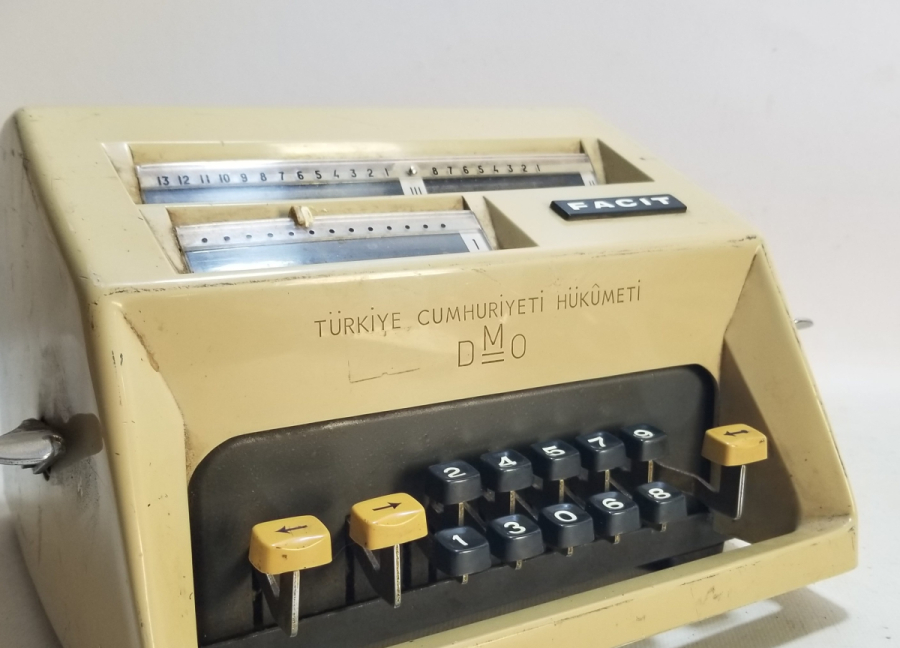 13 12 11 10 9 8 7 6 5 4 3 2 1 8 7 6 5 4 3 2 1
III II
FACIT
I
TÜRKİYE CUMHURİYETİ HÜKÛMETİ
DMO
← → 2 4 5 7 9 ←
1 3 0 6 8